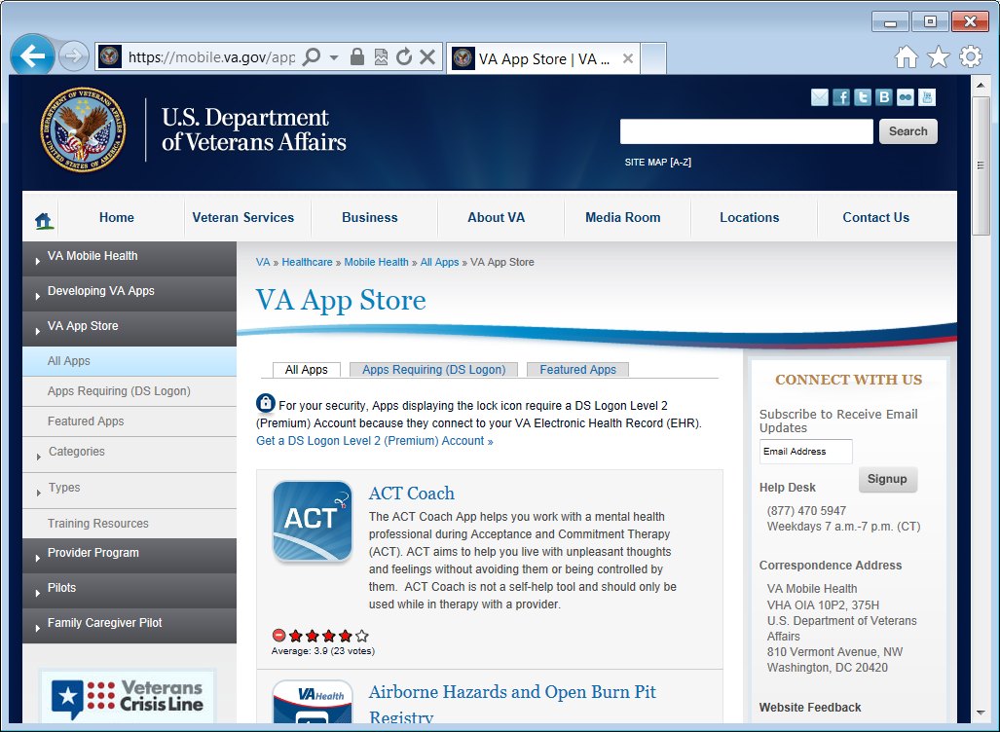 https://mobile.va.gov/app
VA App Store | VA ...
U.S. Department
of Veterans Affairs
Search
SITE MAP [A-Z]
Home
Veteran Services
Business
About VA
Media Room
Locations
Contact Us
VA Mobile Health
Developing VA Apps
VA App Store
All Apps
Apps Requiring (DS Logon)
Featured Apps
Categories
Types
Training Resources
Provider Program
Pilots
Family Caregiver Pilot
Veterans
Crisis Line
VA » Healthcare » Mobile Health » All Apps » VA App Store
VA App Store
All Apps
Apps Requiring (DS Logon)
Featured Apps
For your security, Apps displaying the lock icon require a DS Logon Level 2
(Premium) Account because they connect to your VA Electronic Health Record (EHR).
Get a DS Logon Level 2 (Premium) Account »
ACT
ACT Coach
The ACT Coach App helps you work with a mental health
professional during Acceptance and Commitment Therapy
(ACT). ACT aims to help you live with unpleasant thoughts
and feelings without avoiding them or being controlled by
them.  ACT Coach is not a self-help tool and should only be
used while in therapy with a provider.
Average: 3.9 (23 votes)
VA Health
Airborne Hazards and Open Burn Pit
Registry
CONNECT WITH US
Subscribe to Receive Email
Updates
Email Address
Signup
Help Desk
(877) 470 5947
Weekdays 7 a.m.-7 p.m. (CT)
Correspondence Address
VA Mobile Health
VHA OIA 10P2, 375H
U.S. Department of Veterans
Affairs
810 Vermont Avenue, NW
Washington, DC 20420
Website Feedback